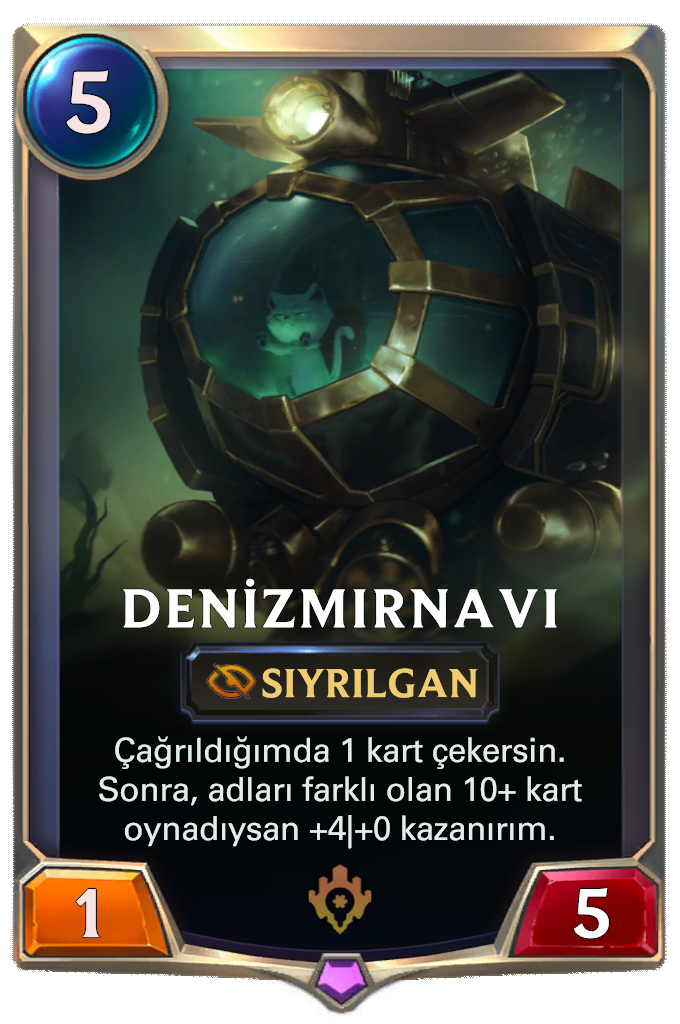 5
DENİZMIRNAVI
SIYRILGAN
Çağrıldığımda 1 kart çekersin.
Sonra, adları farklı olan 10+ kart
oynadıysan +4|+0 kazanırım.
1
5